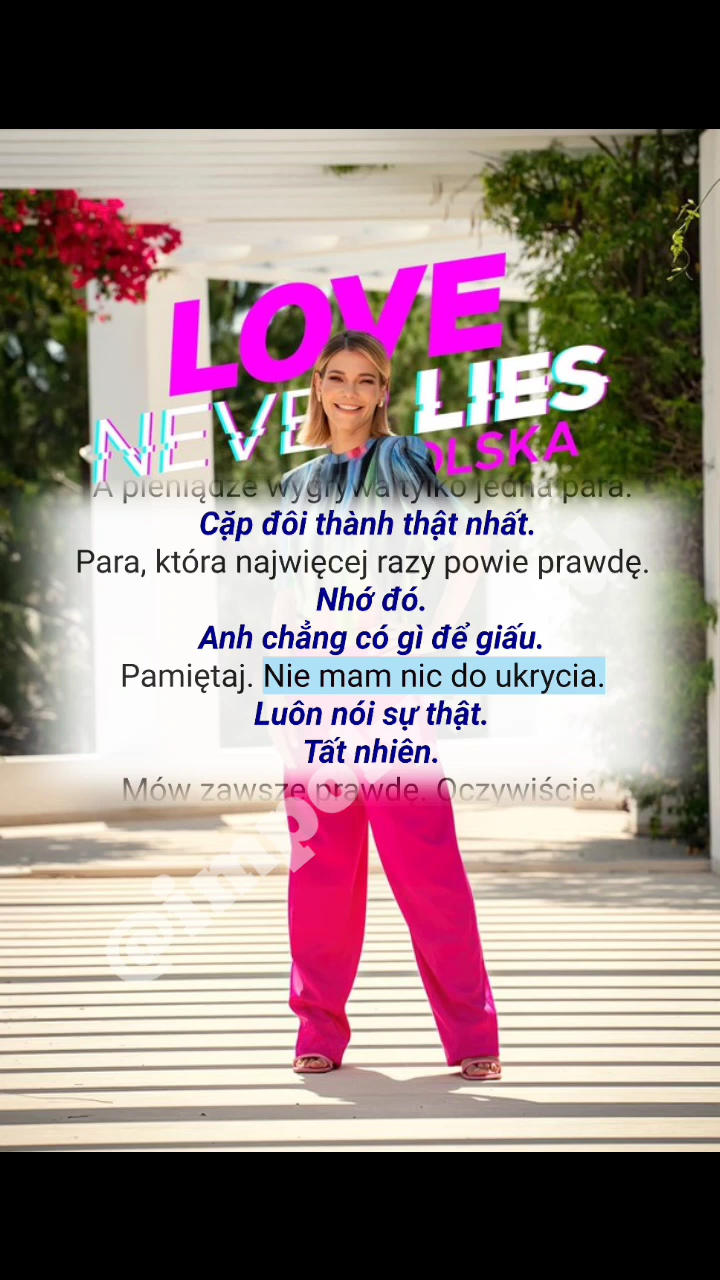 LOVE
NEVER LIES
POLSKA
A pieniądze wygrywa tylko jedna para.
Cặp đôi thành thật nhất.
Para, która najwięcej razy powie prawdę.
Nhớ đó.
Anh chẳng có gì để giấu.
Pamiętaj. Nie mam nic do ukrycia.
Luôn nói sự thật.
Tất nhiên.
Mów zawsze prawdę. Oczywiście.